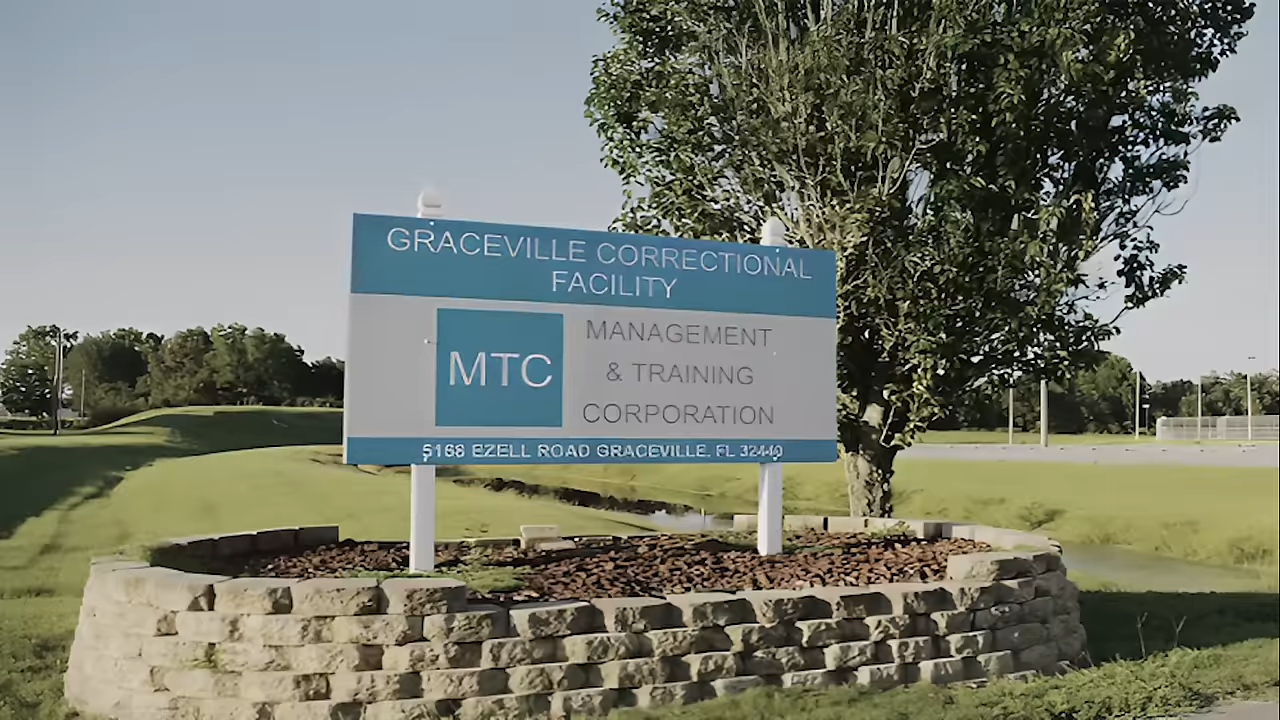 GRACEVILLE CORRECTIONAL
FACILITY
MTC
MANAGEMENT
& TRAINING
CORPORATION
5168 EZELL ROAD GRACEVILLE, FL 32440